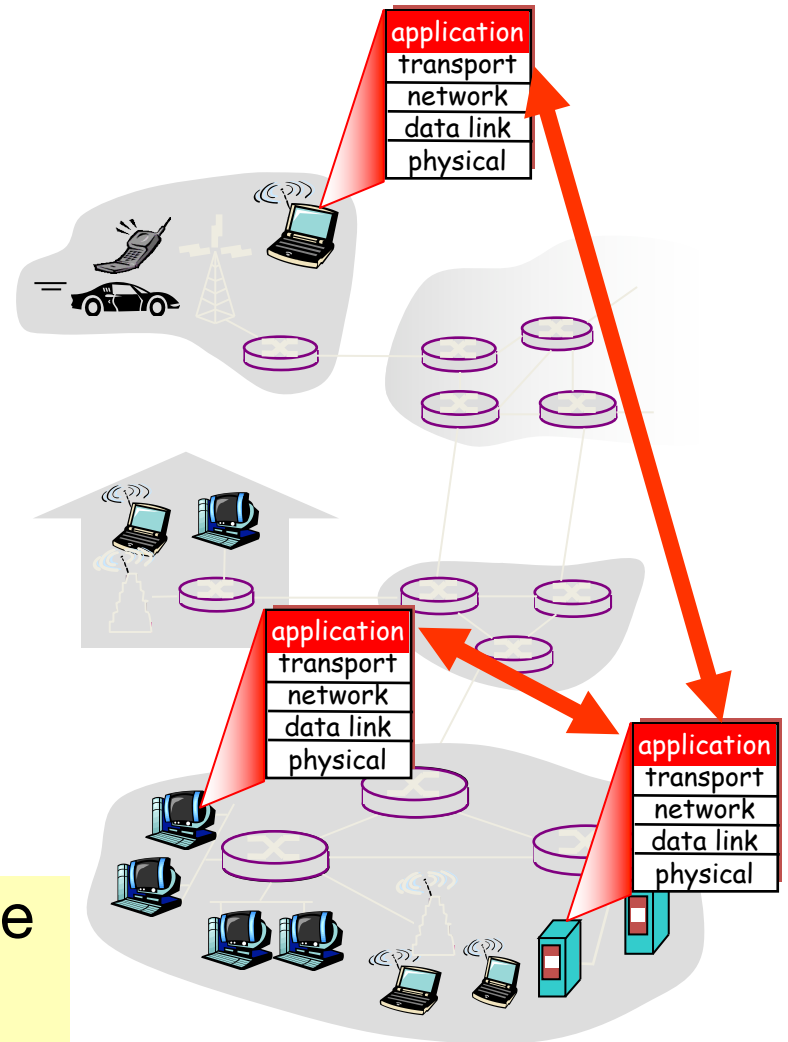 application
transport
network
data link
physical
application
transport
network
data link
physical
application
transport
network
data link
physical
e